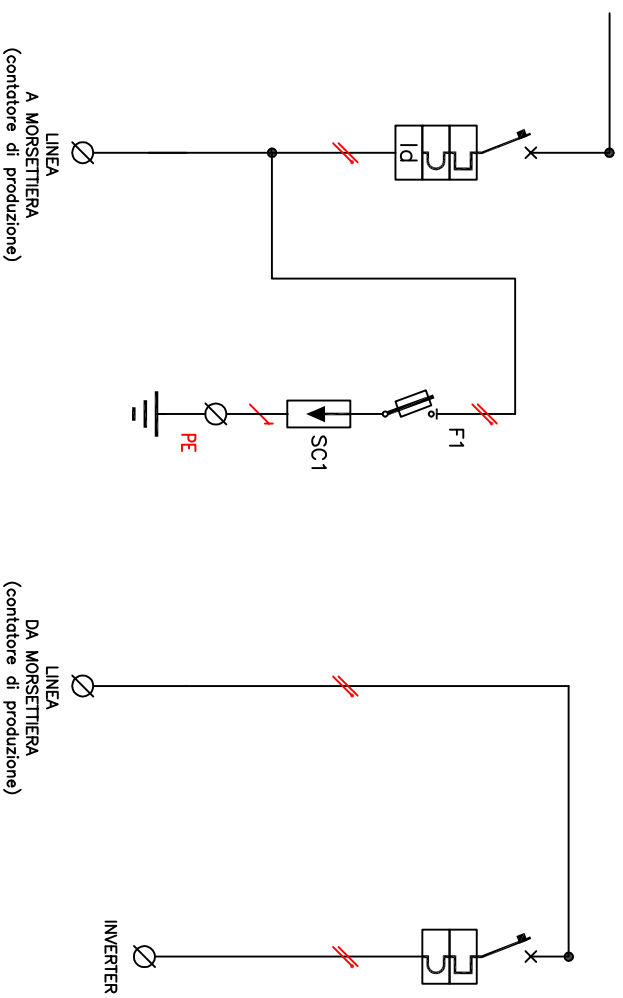 Id
F1
SC1
PE
LINEA
A MORSETTIERA
(contatore di produzione)
LINEA
DA MORSETTIERA
(contatore di produzione)
INVERTER